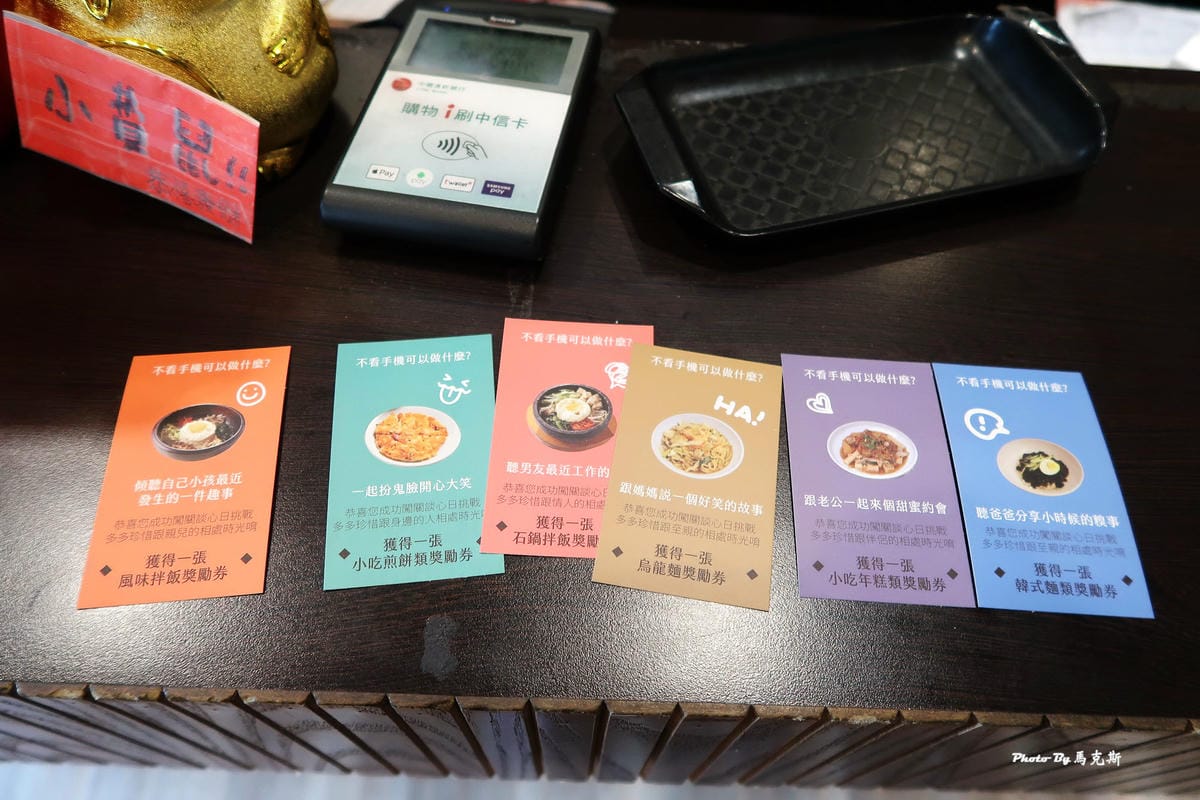 小費
購物i刷中信卡
Pay
pay
t wallet
SAMSUNG
pay
不看手機可以做什麼?
傾聽自己小孩最近
發生的一件趣事
恭喜您成功闖關談心日挑戰
多多珍惜跟親兒的相處時光唷
獲得一張
風味拌飯獎勵券
不看手機可以做什麼?
一起扮鬼臉開心大笑
恭喜您成功闖關談心日挑戰
多多珍惜跟身邊的人相處時光
獲得一張
小吃煎餅類獎勵券
不看手機可以做什麼?
聽男友最近工作的
恭喜您成功闖關談心日
多多珍惜跟情人的相處
獲得一張
石鍋拌飯獎勵
不看手機可以做什麼?
HA!
跟媽媽說一個好笑的故事
恭喜您成功闖關談心日挑戰
多多珍惜跟至親的相處時光唷
獲得一張
烏龍麵獎勵券
不看手機可以做什麼?
跟老公一起來個甜蜜約會
恭喜您成功闖關談心日挑戰
多多珍惜跟伴侶的相處時光唷
獲得一張
小吃年糕類獎勵券
不看手機可以做什麼?
聽爸爸分享小時候的糗事
恭喜您成功闖關談心日挑戰
多多珍惜跟至親的相處時光唷
獲得一張
韓式麵類獎勵券
Photo By 馬克斯